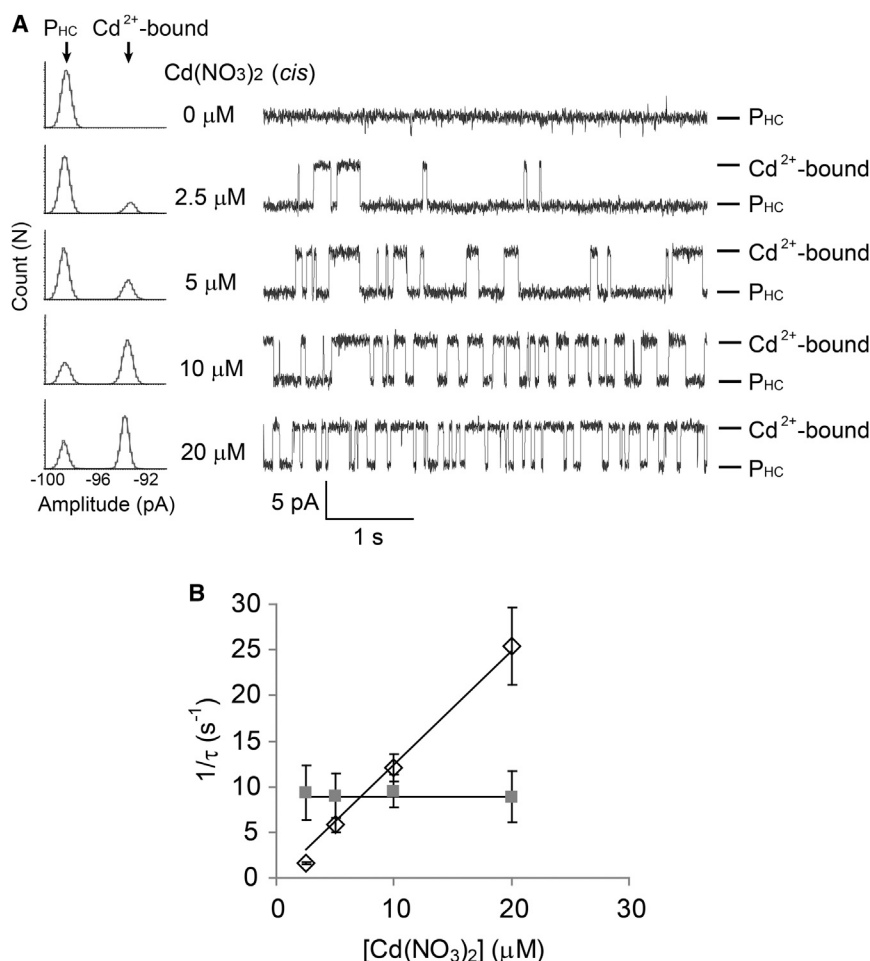 A
PHC Cd2+-bound
Cd(NO3)2 (cis)
0 μM PHC
2.5 μM Cd2+-bound
PHC
5 μM Cd2+-bound
PHC
10 μM Cd2+-bound
PHC
20 μM Cd2+-bound
PHC
Count (N)
-100 -96 -92
Amplitude (pA)
5 pA
1 s
B
30
25
20
15
10
5
0
1/τ (s-1)
0 10 20 30
[Cd(NO3)2] (μM)